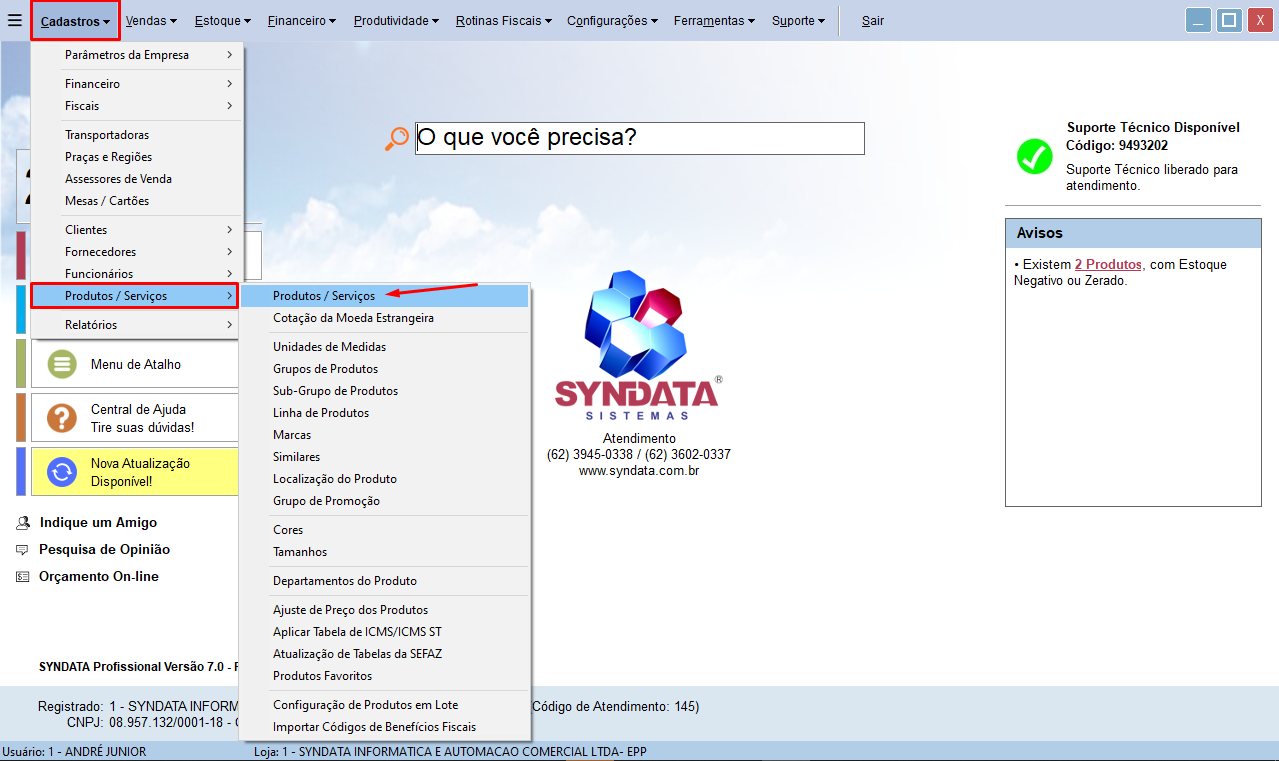 Cadastros
Vendas
Estoque
Financeiro
Produtividade
Rotinas Fiscais
Configurações
Ferramentas
Suporte
Sair
X
Parâmetros da Empresa
Financeiro
Fiscais
Transportadoras
Praças e Regiões
Assessores de Venda
Mesas / Cartões
Clientes
Fornecedores
Funcionários
Produtos / Serviços
Relatórios
Produtos / Serviços
Cotação da Moeda Estrangeira
Unidades de Medidas
Grupos de Produtos
Sub-Grupo de Produtos
Linha de Produtos
Marcas
Similares
Localização do Produto
Grupo de Promoção
Cores
Tamanhos
Departamentos do Produto
Ajuste de Preço dos Produtos
Aplicar Tabela de ICMS/ICMS ST
Atualização de Tabelas da SEFAZ
Produtos Favoritos
Configuração de Produtos em Lote
Importar Códigos de Benefícios Fiscais
O que você precisa?
Suporte Técnico Disponível
Código: 9493202
Suporte Técnico liberado para
atendimento.
Avisos
• Existem 2 Produtos, com Estoque
Negativo ou Zerado.
SYNDATA®
SISTEMAS
Atendimento
(62) 3945-0338 / (62) 3602-0337
www.syndata.com.br
Menu de Atalho
Central de Ajuda
Tire suas dúvidas!
Nova Atualização
Disponível!
Indique um Amigo
Pesquisa de Opinião
Orçamento On-line
SYNDATA Profissional Versão 7.0 -
Registrado: 1 - SYNDATA INFORM
(Código de Atendimento: 145)
CNPJ: 08.957.132/0001-18 -
Usuário: 1 - ANDRÉ JUNIOR
Loja: 1 - SYNDATA INFORMATICA E AUTOMACAO COMERCIAL LTDA- EPP